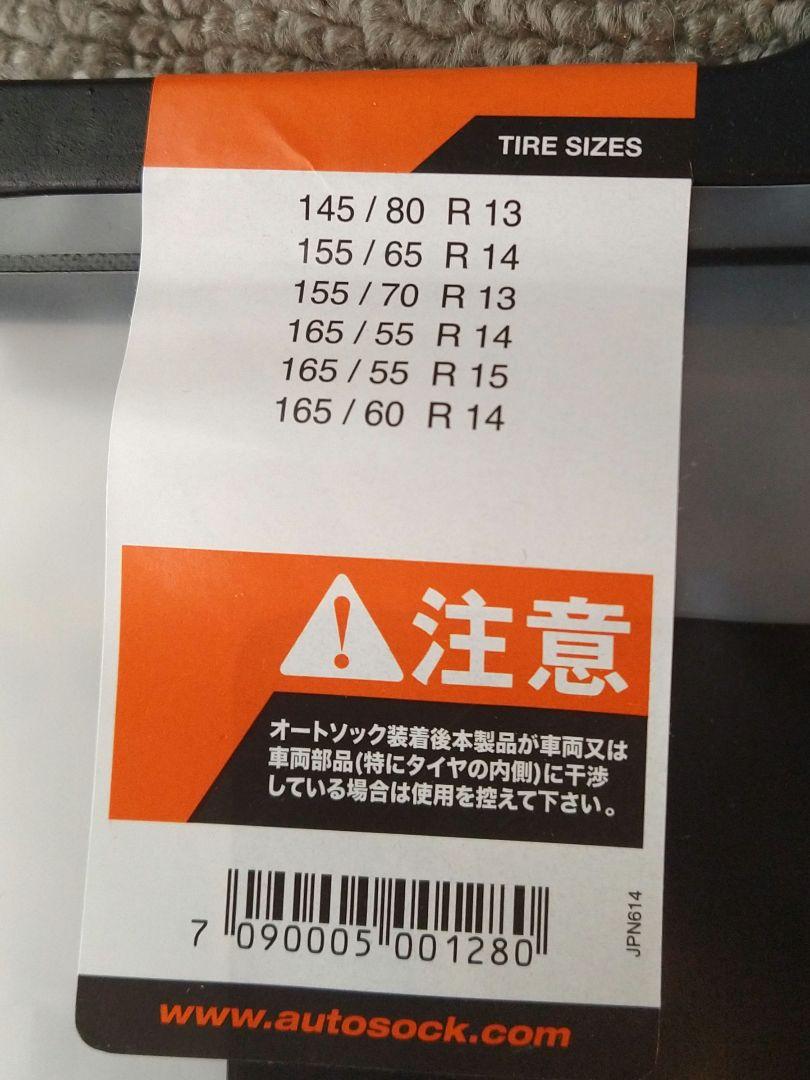 TIRE SIZES
145 / 80 R 13
155 / 65 R 14
155 / 70 R 13
165 / 55 R 14
165 / 55 R 15
165 / 60 R 14
注意
オートソック装着後本製品が車両又は
車両部品(特にタイヤの内側)に干渉
している場合は使用を控えて下さい。
7 090005 001280
JPN614
www.autosock.com